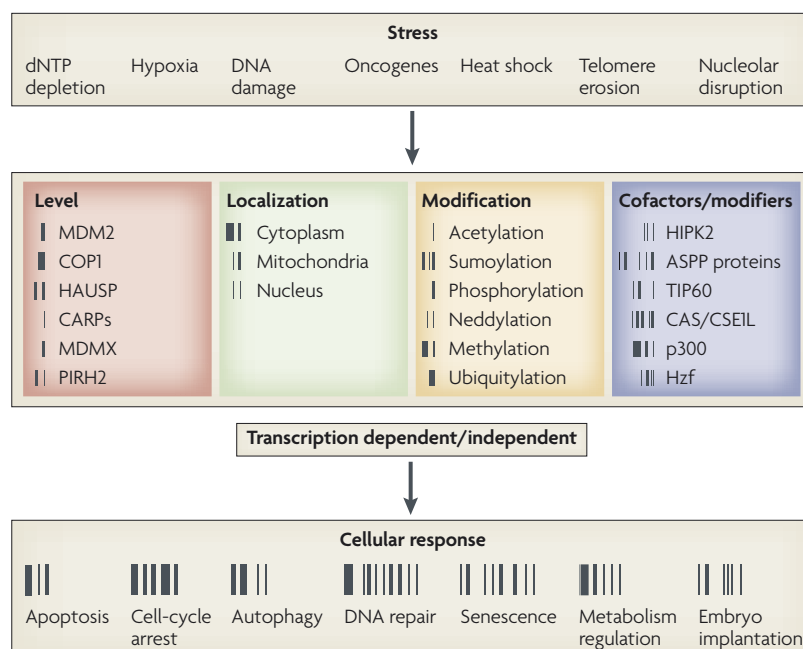 Stress
dNTP depletion
Hypoxia
DNA damage
Oncogenes
Heat shock
Telomere erosion
Nucleolar disruption
Level
MDM2
COP1
HAUSP
CARPs
MDMX
PIRH2
Localization
Cytoplasm
Mitochondria
Nucleus
Modification
Acetylation
Sumoylation
Phosphorylation
Neddylation
Methylation
Ubiquitylation
Cofactors/modifiers
HIPK2
ASPP proteins
TIP60
CAS/CSE1L
p300
Hzf
Transcription dependent/independent
Cellular response
Apoptosis
Cell-cycle arrest
Autophagy
DNA repair
Senescence
Metabolism regulation
Embryo implantation